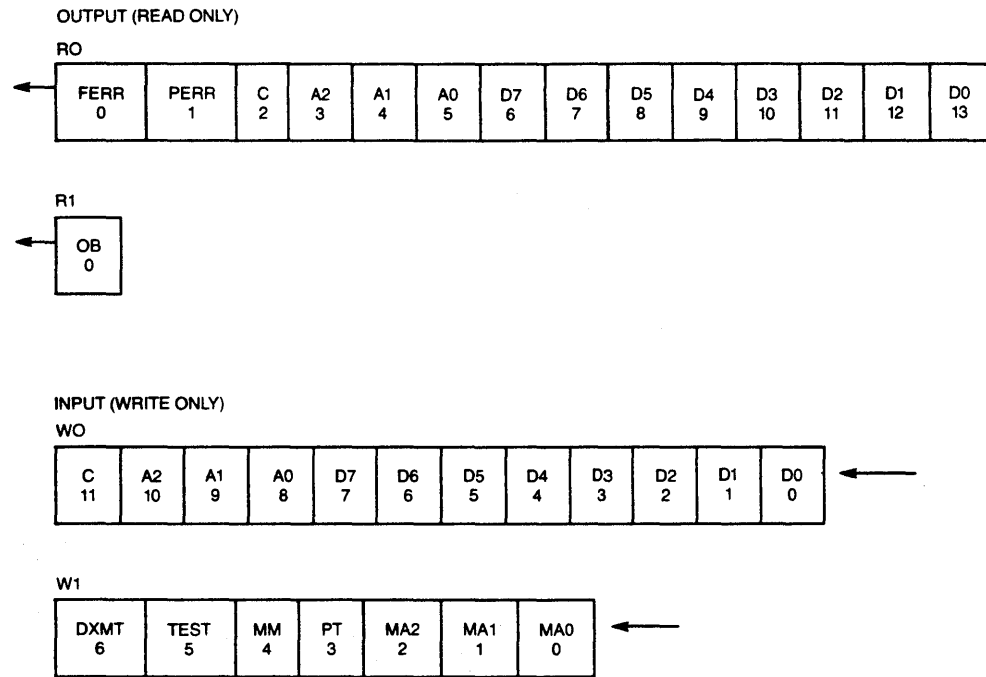 OUTPUT (READ ONLY)
RO
FERR PERR C A2 A1 A0 D7 D6 D5 D4 D3 D2 D1 D0
0 1 2 3 4 5 6 7 8 9 10 11 12 13
R1
OB
0
INPUT (WRITE ONLY)
WO
C A2 A1 A0 D7 D6 D5 D4 D3 D2 D1 D0
11 10 9 8 7 6 5 4 3 2 1 0
W1
DXMT TEST MM PT MA2 MA1 MA0
6 5 4 3 2 1 0